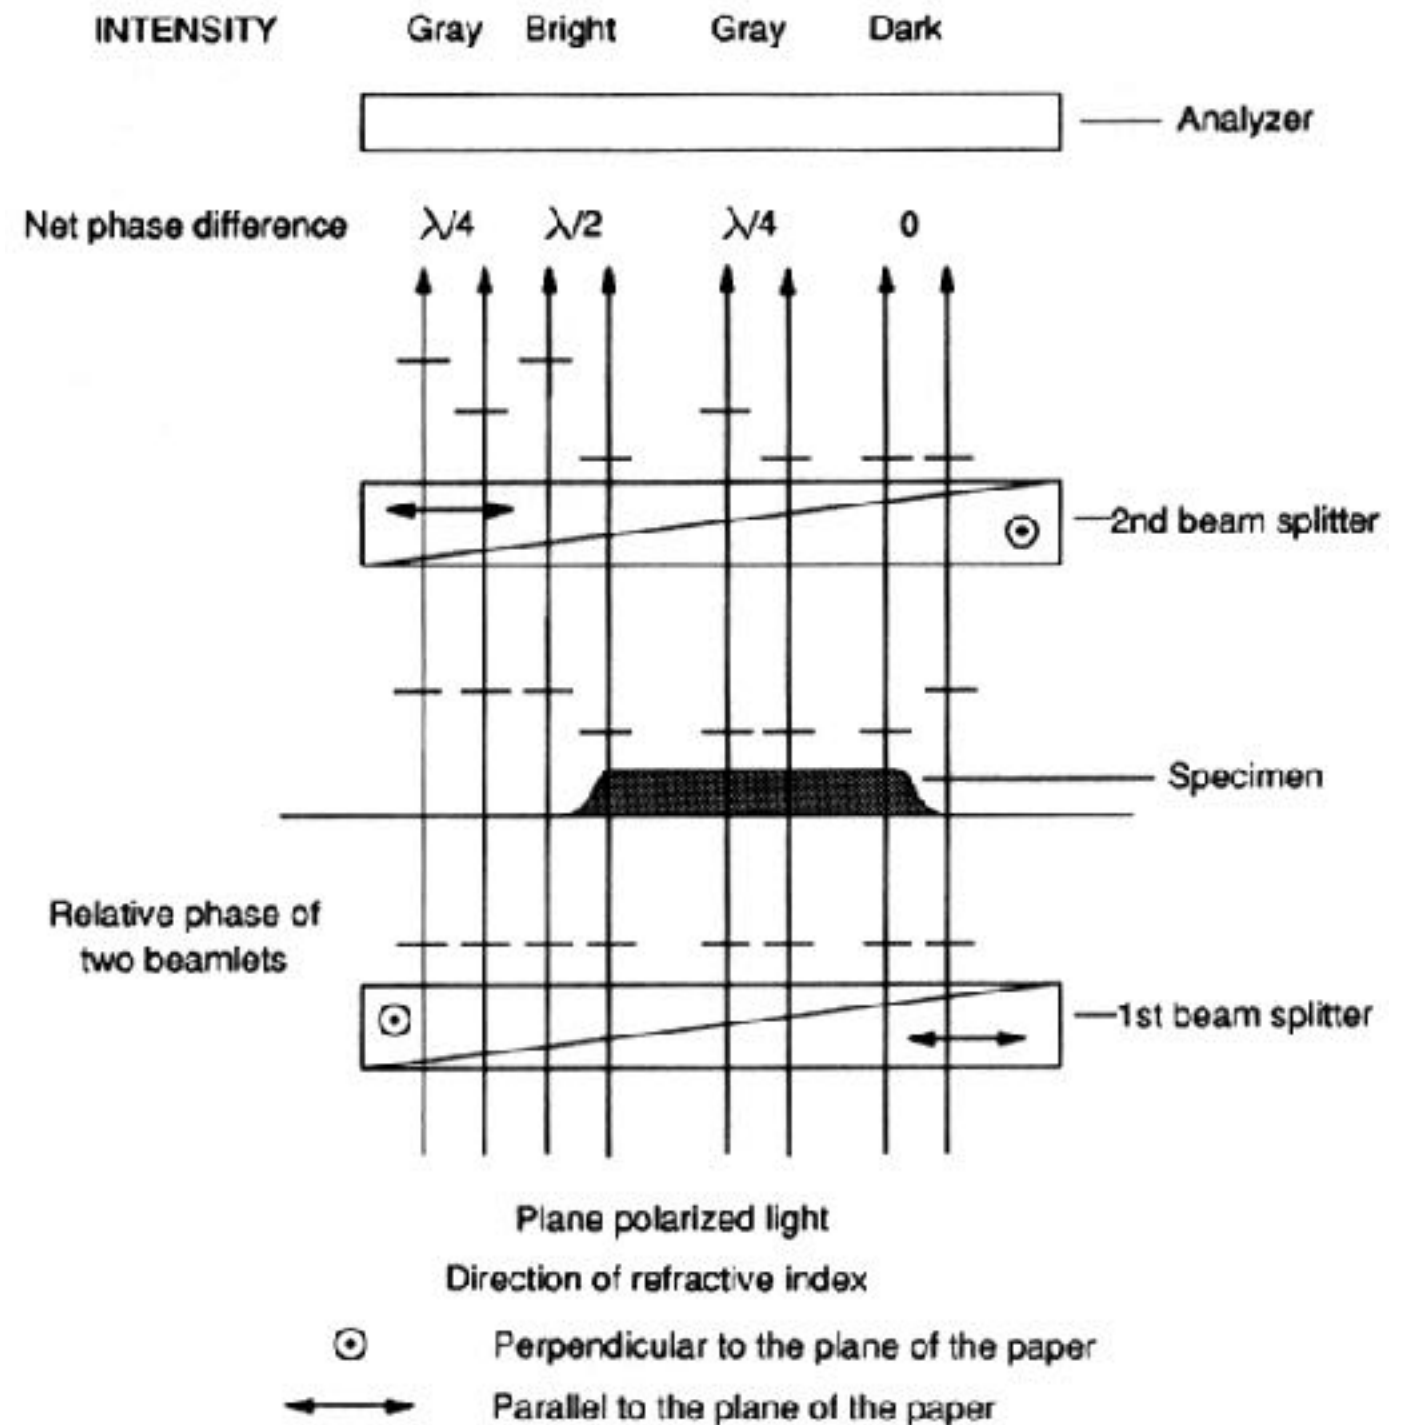 INTENSITY Gray Bright Gray Dark
Analyzer
Net phase difference λ/4 λ/2 λ/4 0
2nd beam splitter
Specimen
Relative phase of
two beamlets
1st beam splitter
Plane polarized light
Direction of refractive index
Perpendicular to the plane of the paper
Parallel to the plane of the paper